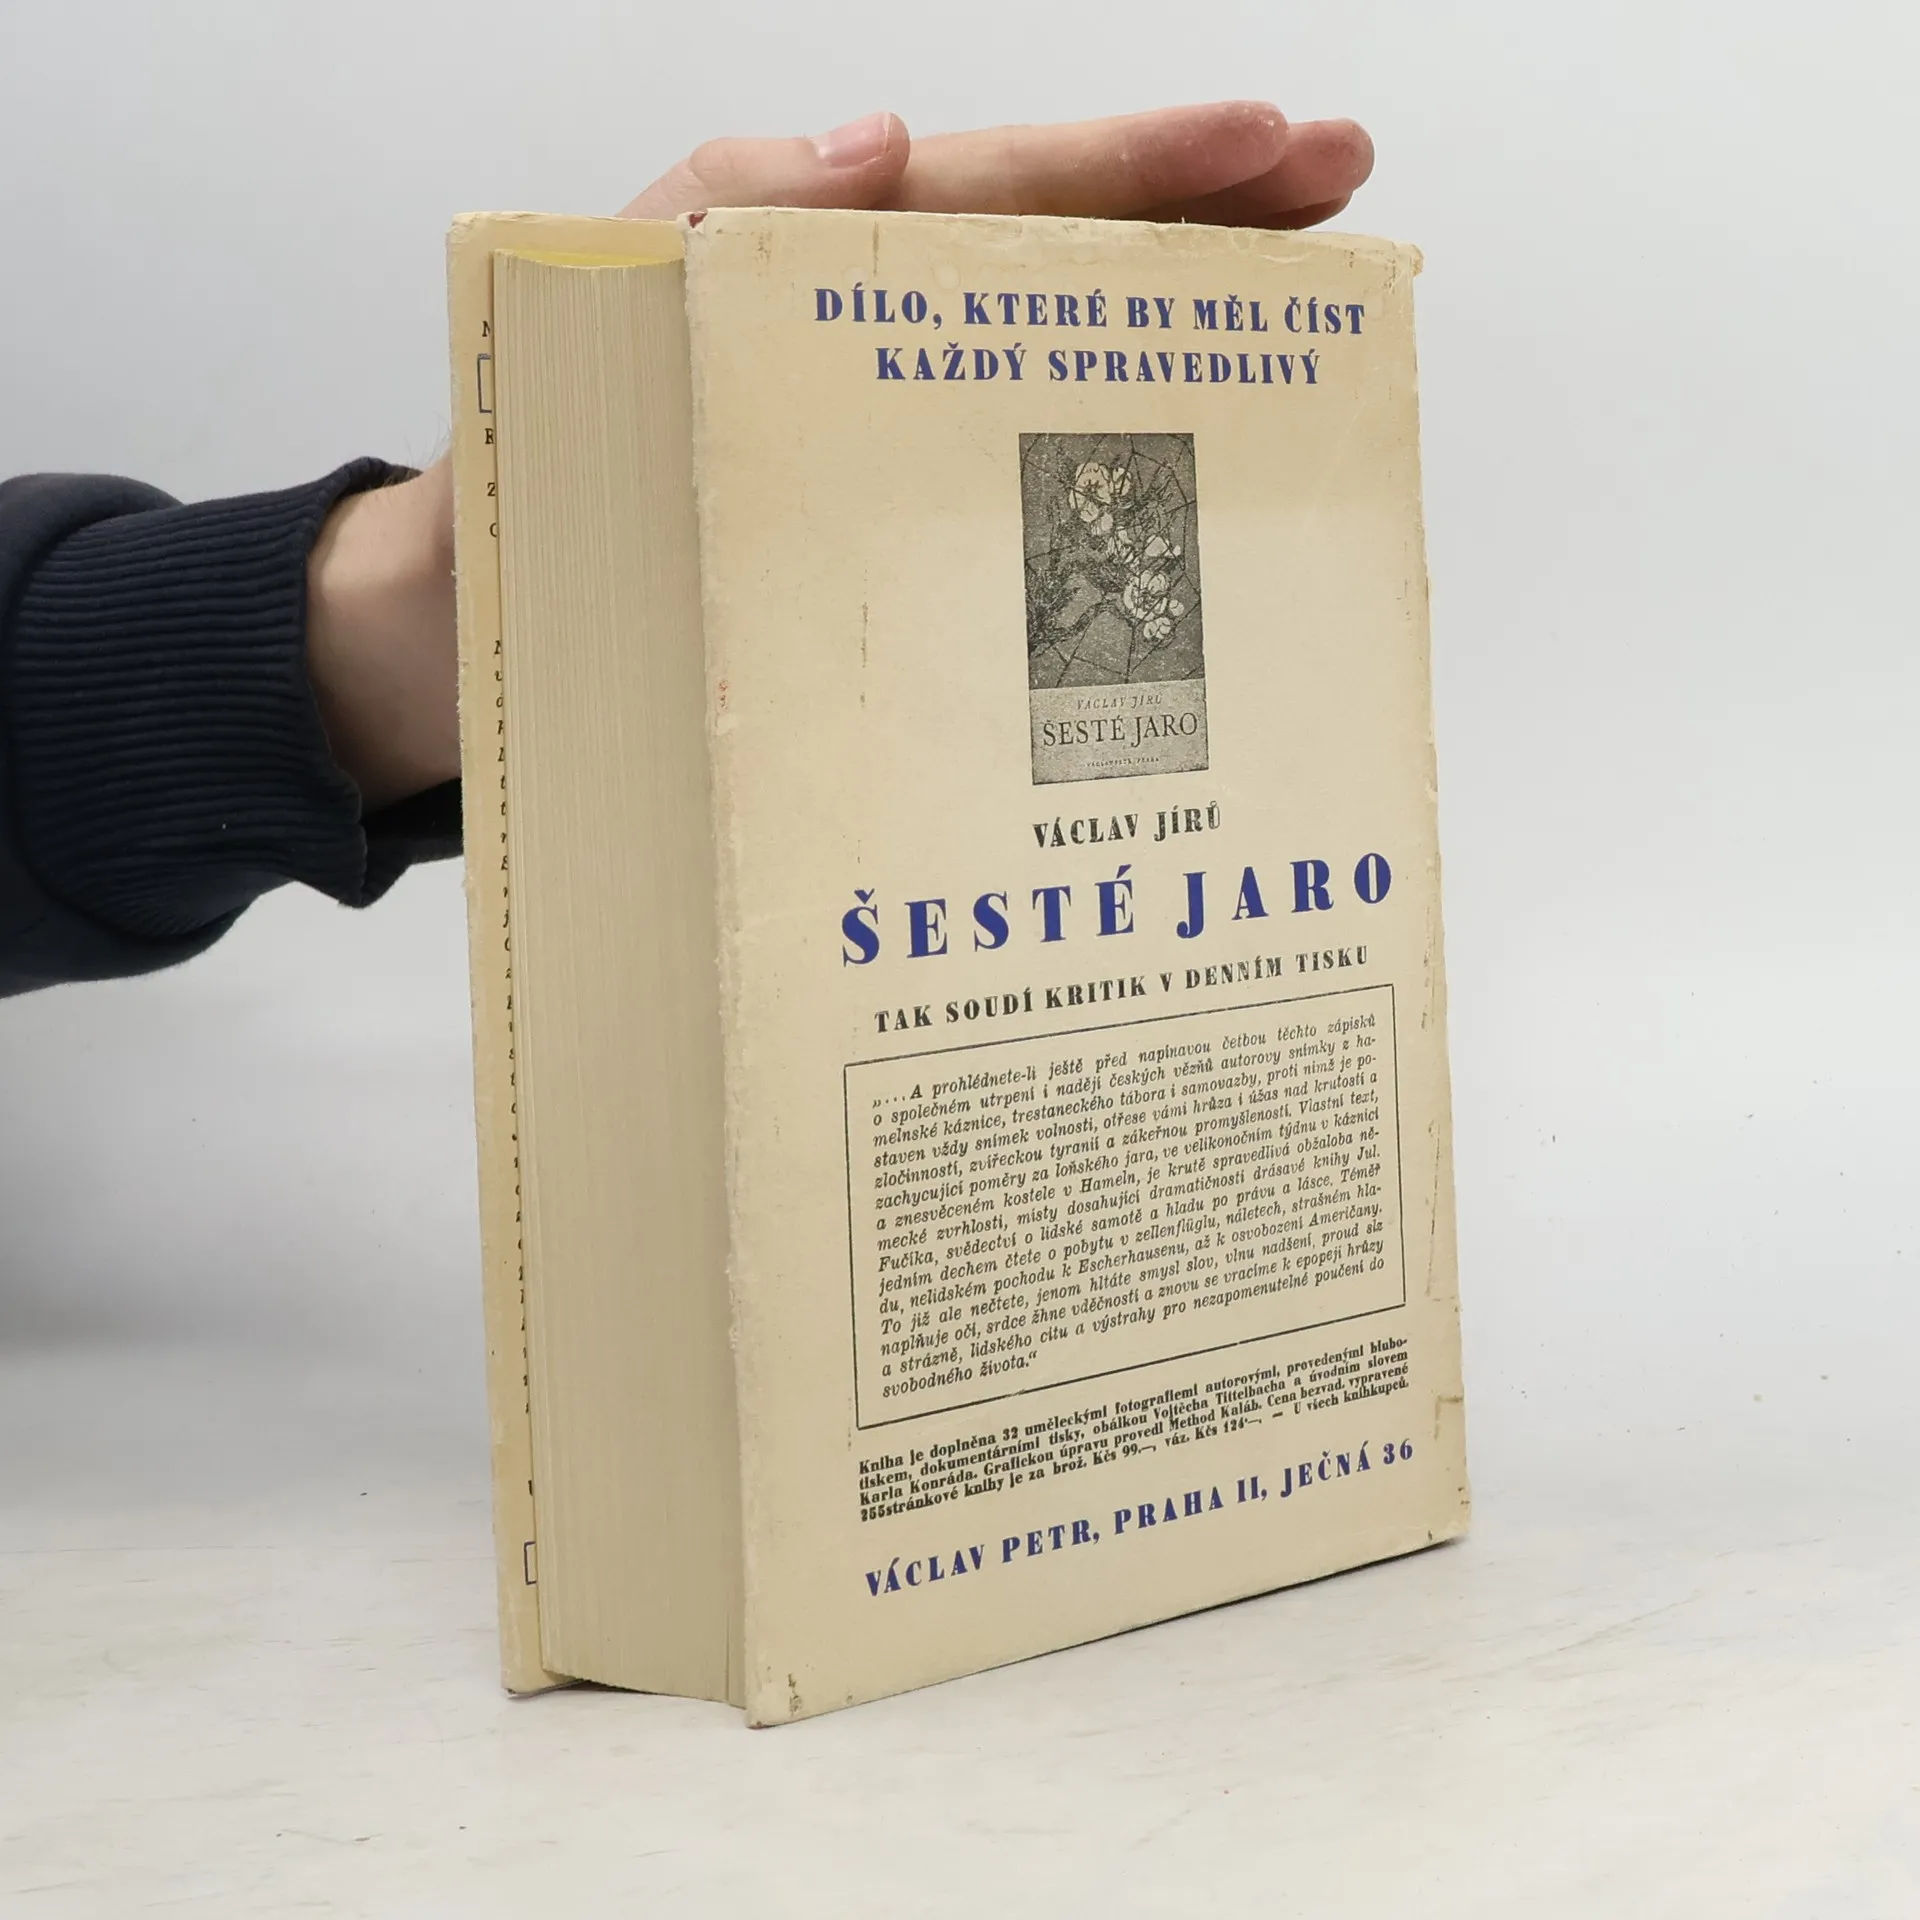 DÍLO, KTERÉ BY MĚL ČÍST
KAŽDÝ SPRAVEDLIVÝ
VÁCLAV JÍRŮ
ŠESTÉ JARO
VÁCLAV PETR, PRAHA
VÁCLAV JÍRŮ
ŠESTÉ JARO
TAK SOUDÍ KRITIK V DENNÍM TISKU
„...A prohlédnete-li ještě před napínavou četbou těchto zápisků
o společném utrpení i naději českých vězňů autorovy snímky z ha-
melnské káznice, trestaneckého tábora i samovazby, proti nimž je po-
staven vždy snímek volnosti, otřese vámi hrůza i úžas nad krutostí a
zločinností, zvířeckou tyranií a zákeřnou promyšleností. Vlastní text,
zachycující poměry za loňského jara, ve velikonočním týdnu v káznici
a znesvěceném kostele v Hameln, je krutě spravedlivá obžaloba ně-
mecké zvrhlosti, místy dosahující dramatičnosti drásavé knihy Jul.
Fučíka, svědectví o lidské samotě a hladu po právu a lásce. Téměř
jedním dechem čtete o pobytu v zellenflüglu, náletech, strašném hla-
du, nelidském pochodu k Escherhausenu, až k osvobození Američany.
To již ale nečtete, jenom hltáte smysl slov, vlnu nadšení, proud slz
naplňuje oči, srdce žhne vděčností a znovu se vracíme k epopeji hrůzy
a strázně, lidského citu a výstrahy pro nezapomenutelné poučení do
svobodného života.“
Kniha je doplněna 32 uměleckými fotografiemi autorovými, provedenými hlubo-
tiskem, dokumentárními tisky, obálkou Vojtěcha Tittelbacha a úvodním slovem
Karla Konráda. Grafickou úpravu provedl Method Kaláb. Cena bezvad. vypravené
255stránkové knihy je za brož. Kčs 99.—, váz. Kčs 124·—, — U všech knihkupců.
VÁCLAV PETR, PRAHA II, JEČNÁ 36